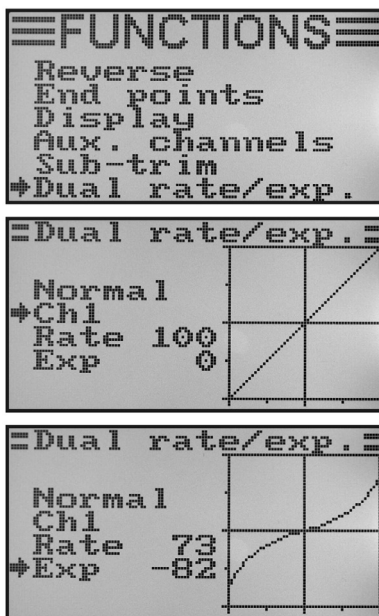 FUNCTIONS
Reverse
End points
Display
Aux. channels
Sub-trim
Dual rate/exp.
Dual rate/exp.
Normal
Ch1
Rate 100
Exp 0
Dual rate/exp.
Normal
Ch1
Rate 73
Exp -82